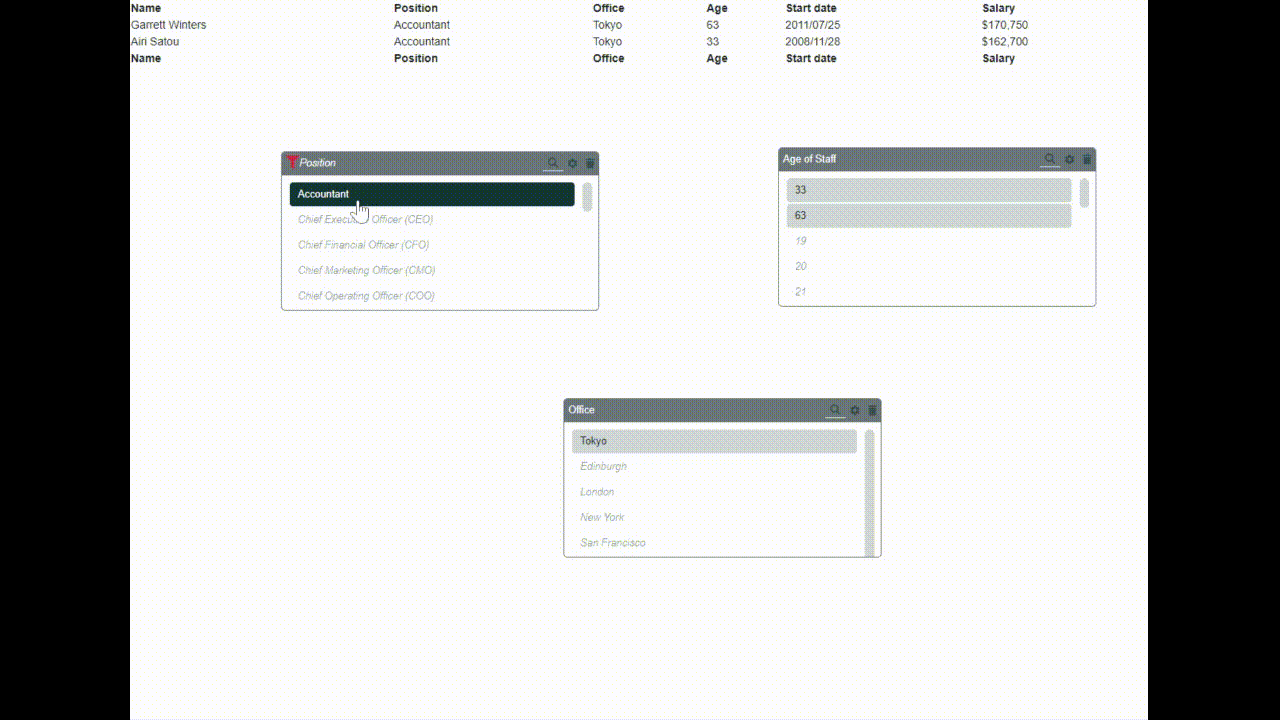 Name Position Office Age Start date Salary
Garrett Winters Accountant Tokyo 63 2011/07/25 $170,750
Airi Satou Accountant Tokyo 33 2008/11/28 $162,700
Name Position Office Age Start date Salary
Position
Accountant
Chief Executive Officer (CEO)
Chief Financial Officer (CFO)
Chief Marketing Officer (CMO)
Chief Operating Officer (COO)
Age of Staff
33
63
19
20
21
Office
Tokyo
Edinburgh
London
New York
San Francisco